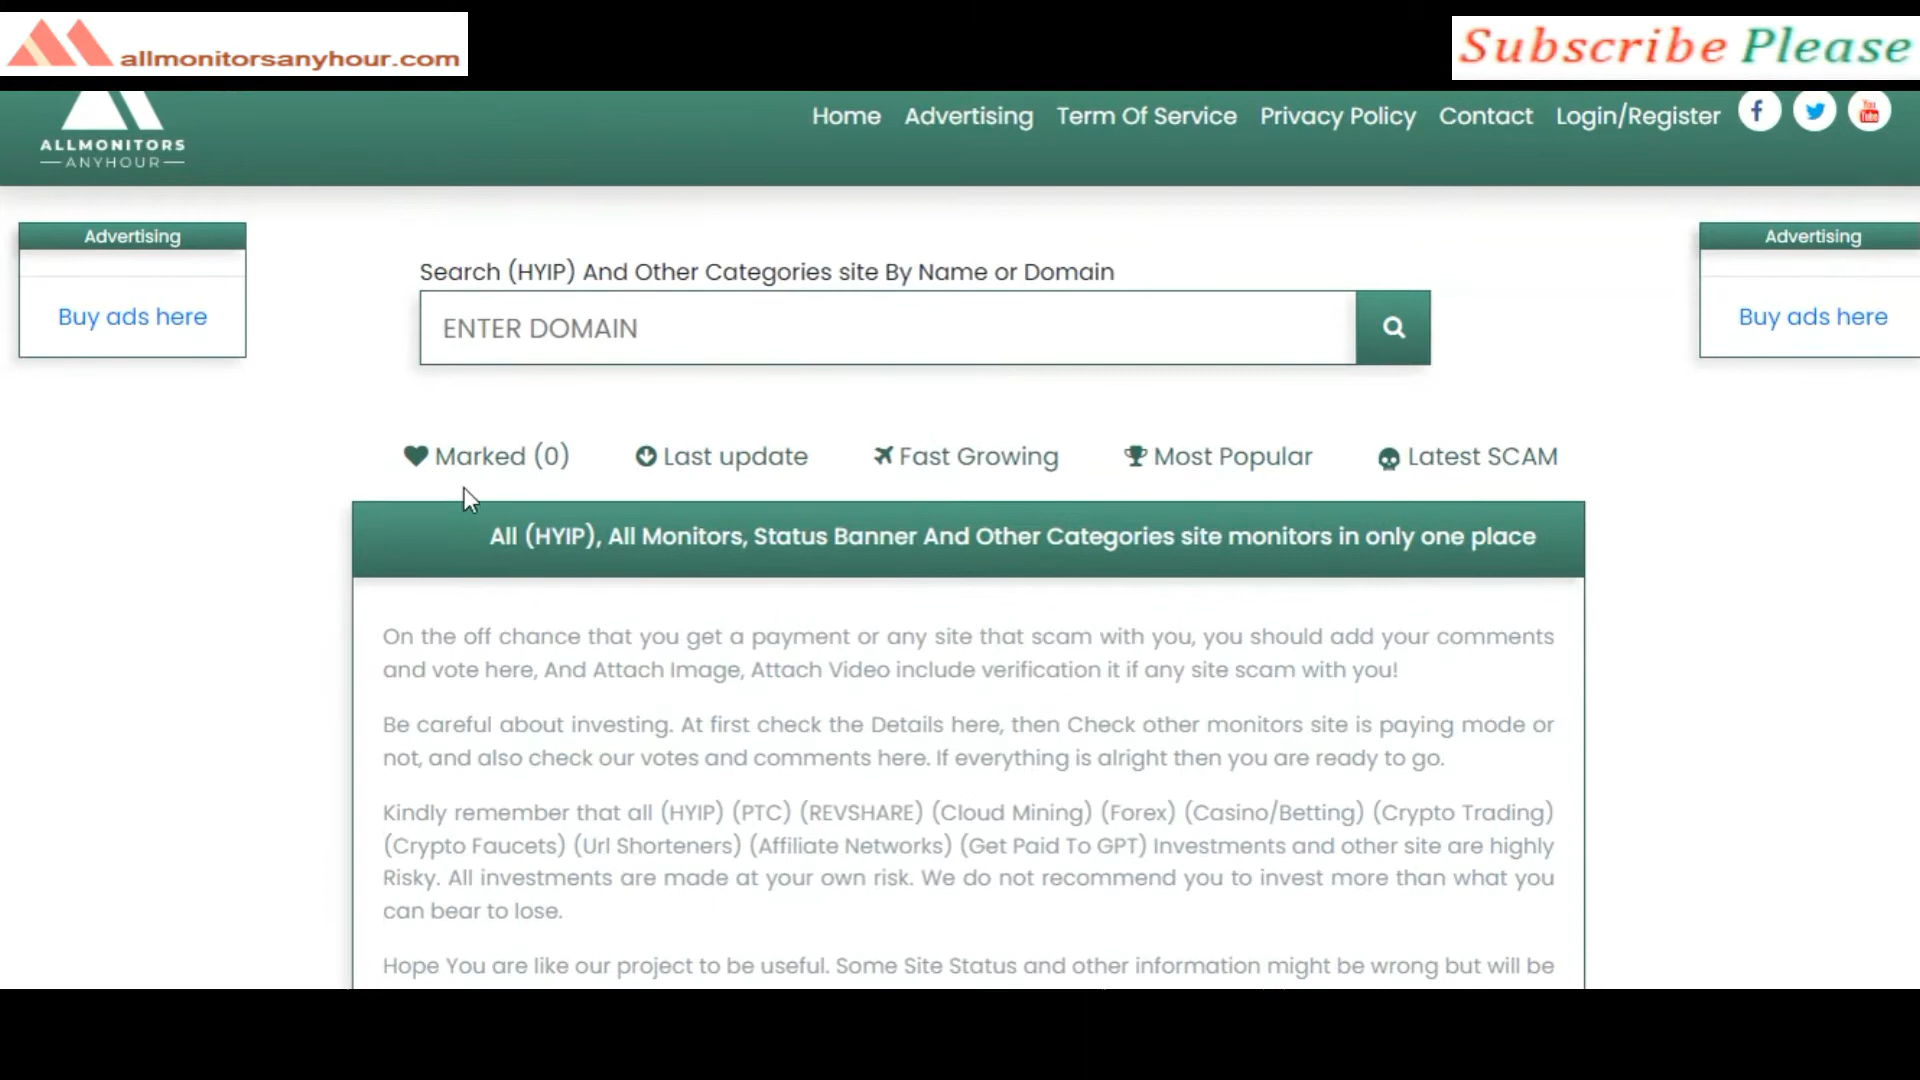 allmonitorsanyhour.com
Subscribe Please
ALLMONITORS
ANYHOUR
Home Advertising Term Of Service Privacy Policy Contact Login/Register
You
Tube
Advertising
Buy ads here
Search (HYIP) And Other Categories site By Name or Domain
ENTER DOMAIN
Advertising
Buy ads here
Marked (0) Last update Fast Growing Most Popular Latest SCAM
All (HYIP), All Monitors, Status Banner And Other Categories site monitors in only one place
On the off chance that you get a payment or any site that scam with you, you should add your comments
and vote here, And Attach Image, Attach Video include verification it if any site scam with you!
Be careful about investing. At first check the Details here, then Check other monitors site is paying mode or
not, and also check our votes and comments here. If everything is alright then you are ready to go.
Kindly remember that all (HYIP) (PTC) (REVSHARE) (Cloud Mining) (Forex) (Casino/Betting) (Crypto Trading)
(Crypto Faucets) (Url Shorteners) (Affiliate Networks) (Get Paid To GPT) Investments and other site are highly
Risky. All investments are made at your own risk. We do not recommend you to invest more than what you
can bear to lose.
Hope You are like our project to be useful. Some Site Status and other information might be wrong but will be